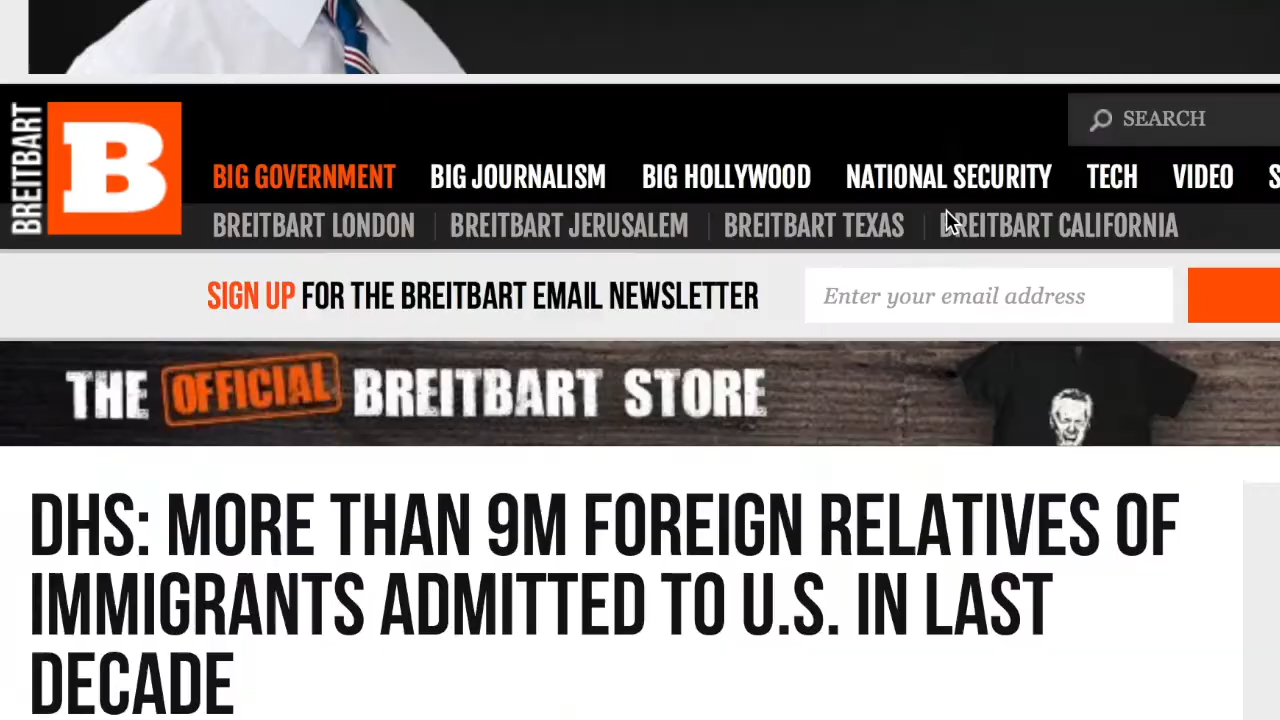 BREITBART
B
SEARCH
BIG GOVERNMENT BIG JOURNALISM BIG HOLLYWOOD NATIONAL SECURITY TECH VIDEO S
BREITBART LONDON BREITBART JERUSALEM BREITBART TEXAS BREITBART CALIFORNIA
SIGN UP FOR THE BREITBART EMAIL NEWSLETTER Enter your email address
THE OFFICIAL BREITBART STORE
DHS: MORE THAN 9M FOREIGN RELATIVES OF
IMMIGRANTS ADMITTED TO U.S. IN LAST
DECADE